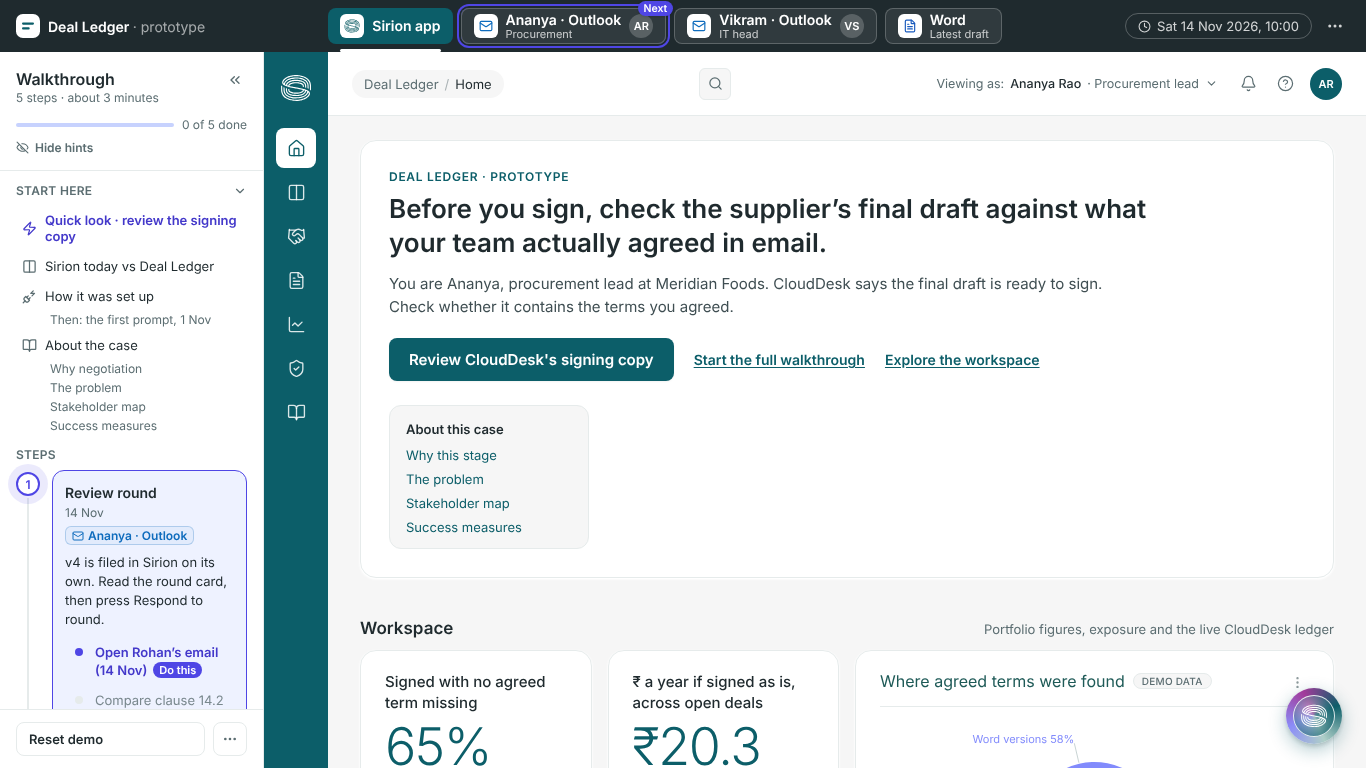 Deal Ledger · prototype
Sirion app
Ananya · Outlook
Procurement
AR
Next
Vikram · Outlook
IT head
VS
Word
Latest draft
Sat 14 Nov 2026, 10:00
Walkthrough
5 steps · about 3 minutes
0 of 5 done
Hide hints
START HERE
Quick look · review the signing
copy
Sirion today vs Deal Ledger
How it was set up
Then: the first prompt, 1 Nov
About the case
Why negotiation
The problem
Stakeholder map
Success measures
STEPS
1
Review round
14 Nov
Ananya · Outlook
v4 is filed in Sirion on its
own. Read the round card,
then press Respond to
round.
Open Rohan's email
(14 Nov) Do this
Compare clause 14.2
Reset demo
Deal Ledger / Home
Viewing as: Ananya Rao · Procurement lead
AR
DEAL LEDGER · PROTOTYPE
Before you sign, check the supplier’s final draft against what
your team actually agreed in email.
You are Ananya, procurement lead at Meridian Foods. CloudDesk says the final draft is ready to sign.
Check whether it contains the terms you agreed.
Review CloudDesk's signing copy
Start the full walkthrough
Explore the workspace
About this case
Why this stage
The problem
Stakeholder map
Success measures
Workspace
Portfolio figures, exposure and the live CloudDesk ledger
Signed with no agreed
term missing
65%
₹ a year if signed as is,
across open deals
₹20.3
Where agreed terms were found
DEMO DATA
Word versions 58%